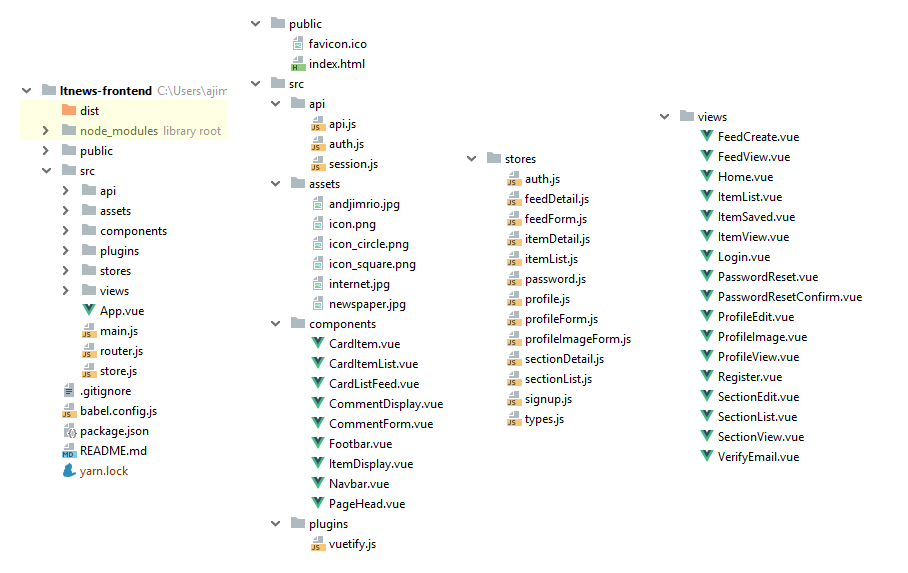 ltnews-frontend C:\Users\ajim
dist
node_modules library root
public
src
api
assets
components
plugins
stores
views
App.vue
main.js
router.js
store.js
.gitignore
babel.config.js
package.json
README.md
yarn.lock
public
favicon.ico
index.html
src
api
api.js
auth.js
session.js
assets
andjimrio.jpg
icon.png
icon_circle.png
icon_square.png
internet.jpg
newspaper.jpg
components
CardItem.vue
CardItemList.vue
CardListFeed.vue
CommentDisplay.vue
CommentForm.vue
Footbar.vue
ItemDisplay.vue
Navbar.vue
PageHead.vue
plugins
vuetify.js
stores
auth.js
feedDetail.js
feedForm.js
itemDetail.js
itemList.js
password.js
profile.js
profileForm.js
profileImageForm.js
sectionDetail.js
sectionList.js
signup.js
types.js
views
FeedCreate.vue
FeedView.vue
Home.vue
ItemList.vue
ItemSaved.vue
ItemView.vue
Login.vue
PasswordReset.vue
PasswordResetConfirm.vue
ProfileEdit.vue
ProfileImage.vue
ProfileView.vue
Register.vue
SectionEdit.vue
SectionList.vue
SectionView.vue
VerifyEmail.vue